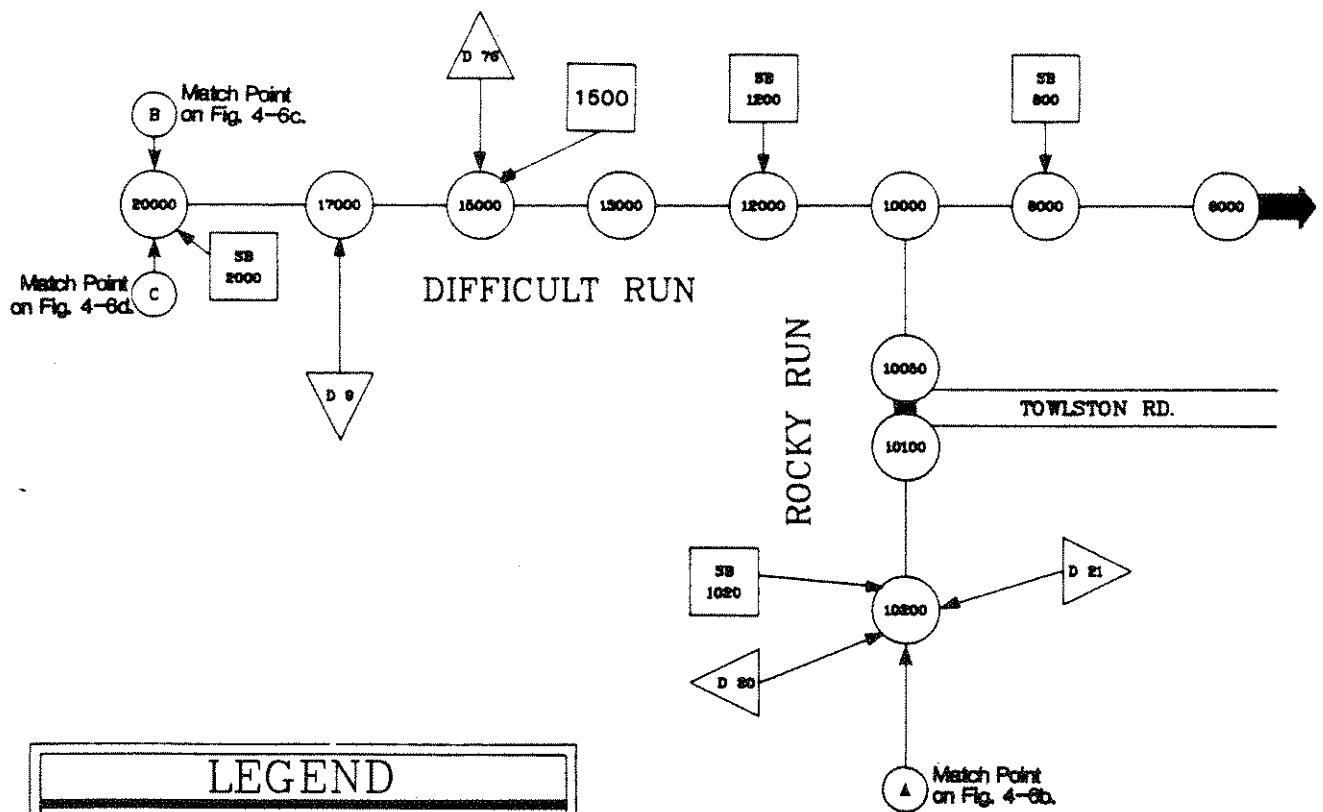 D 76
1500
SB
1200
SB
800
B
Match Point
on Fig. 4-6c.
20000
17000
15000
13000
12000
10000
8000
6000
SB
2000
C
Match Point
on Fig. 4-6d.
DIFFICULT RUN
D 9
ROCKY RUN
10050
TOWLSTON RD.
10100
SB
1020
D 21
10200
D 20
A
Match Point
on Fig. 4-6b.
LEGEND